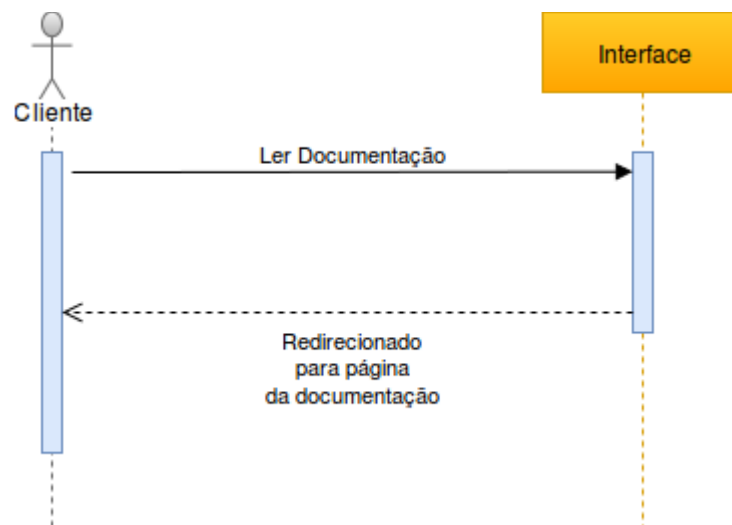 Interface
Cliente
Ler Documentação
Redirecionado
para página
da documentação